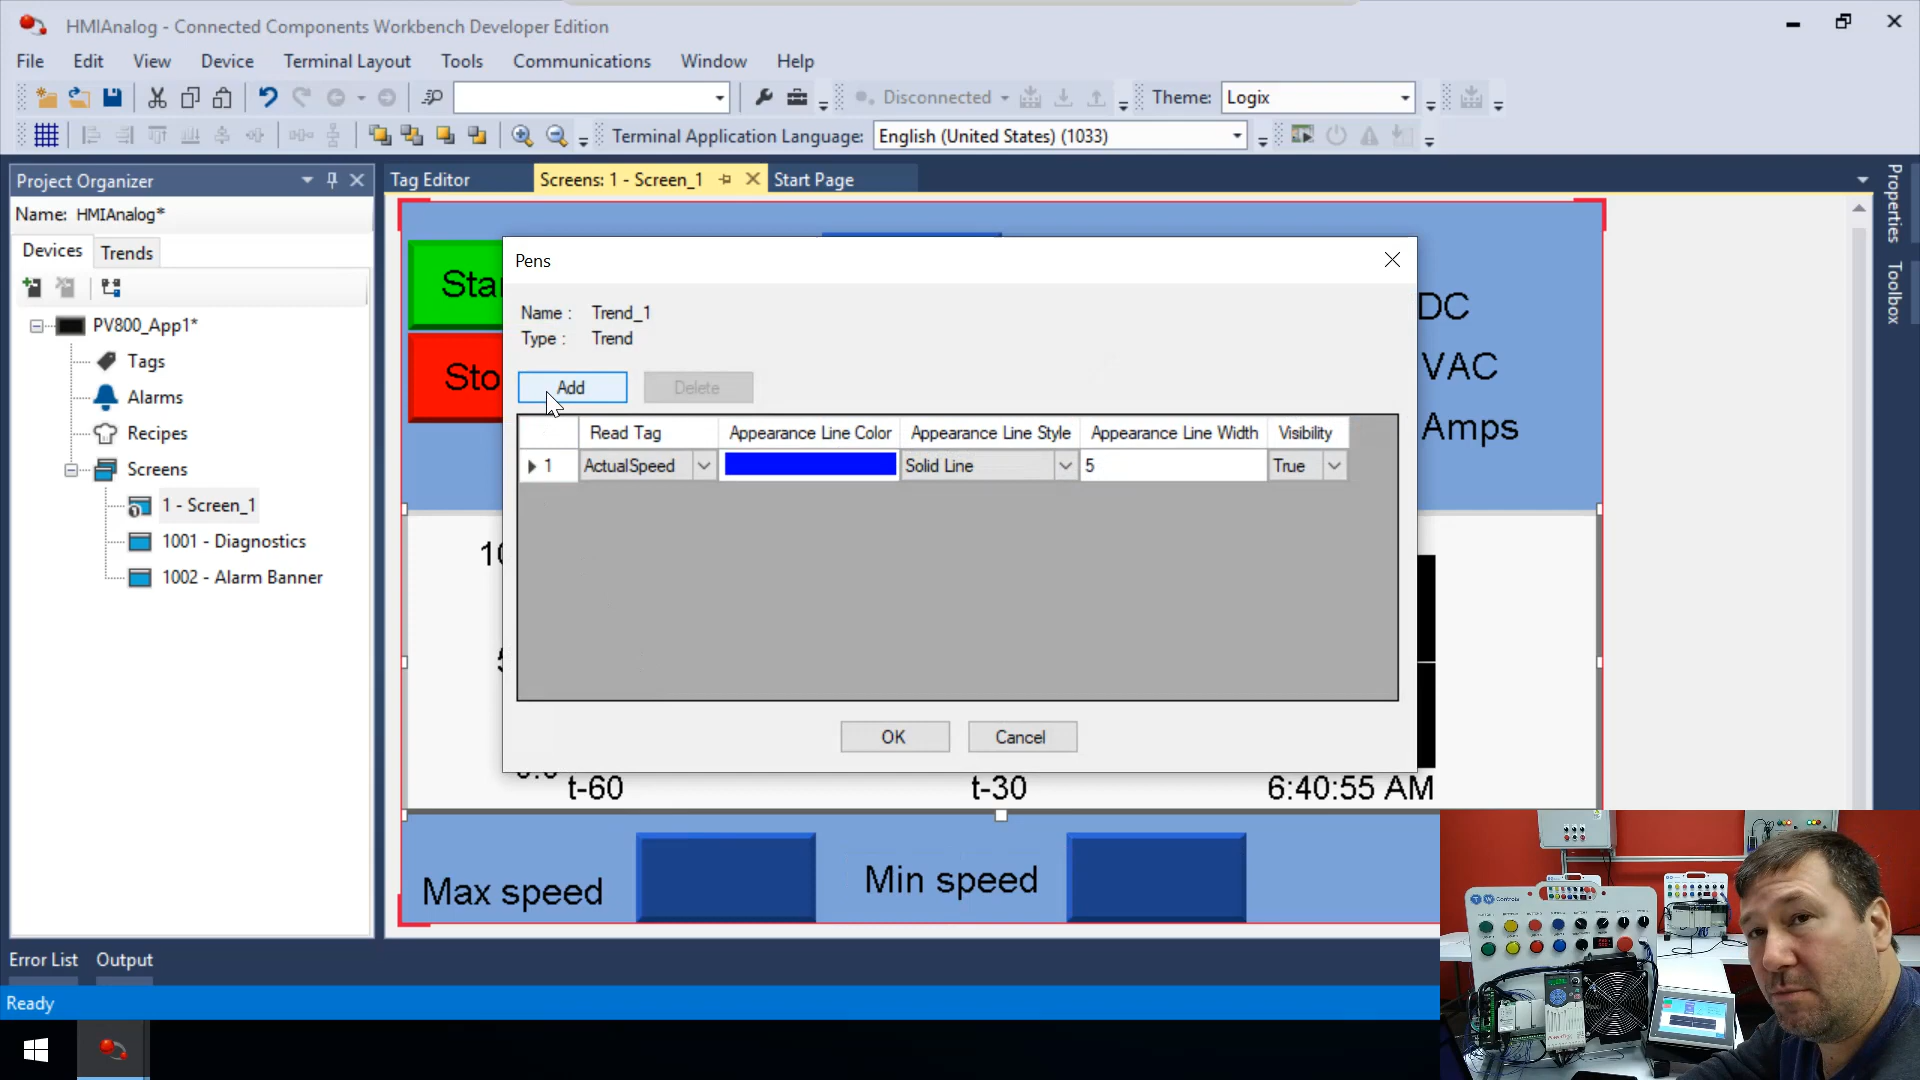 HMIAnalog - Connected Components Workbench Developer Edition
File Edit View Device Terminal Layout Tools Communications Window Help
Disconnected Theme: Logix
Terminal Application Language: English (United States) (1033)
Project Organizer
Name: HMIAnalog*
Devices Trends
PV800_App1*
Tags
Alarms
Recipes
Screens
1 - Screen_1
1001 - Diagnostics
1002 - Alarm Banner
Tag Editor Screens: 1 - Screen_1 Start Page
Properties
Toolbox
Pens
Name : Trend_1
Type : Trend
Add Delete
Read Tag Appearance Line Color Appearance Line Style Appearance Line Width Visibility
1 ActualSpeed Solid Line 5 True
OK Cancel
Sta
Sto
DC
VAC
Amps
t-60 t-30 6:40:55 AM
Max speed Min speed
Error List Output
Ready
T W Controls